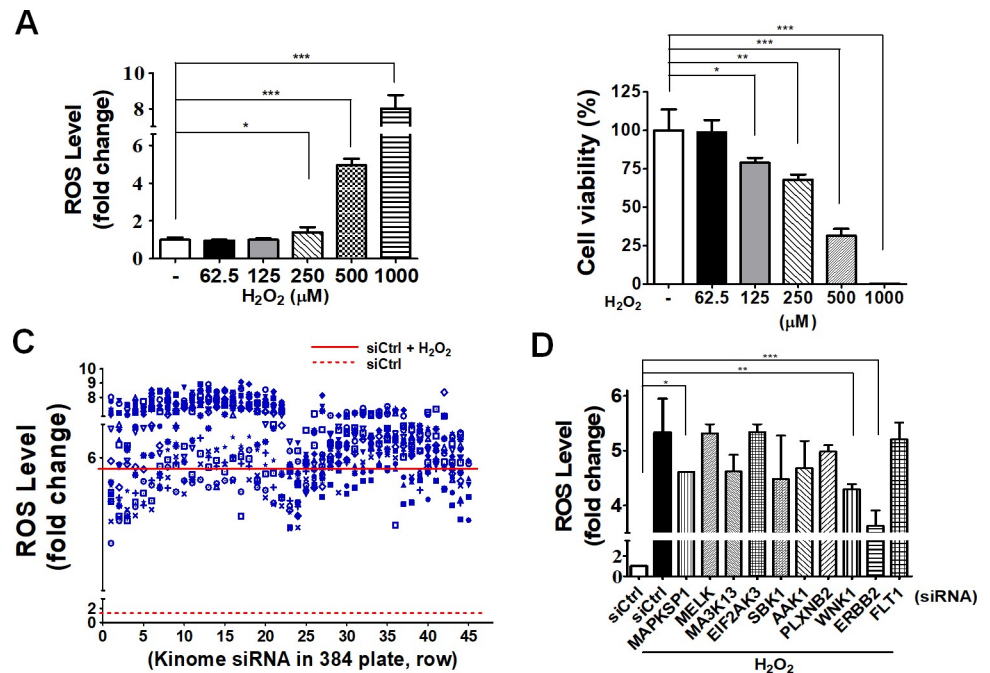 A
ROS Level
(fold change)
10
8
6
4
2
0
*
***
***
- 62.5 125 250 500 1000
H₂O₂ (μM)
Cell viability (%)
125
100
75
50
25
0
***
***
**
*
H₂O₂ - 62.5 125 250 500 1000
(μM)
C
siCtrl + H₂O₂
siCtrl
ROS Level
(fold change)
10
9
8
6
2
0
0 5 10 15 20 25 30 35 40 45
(Kinome siRNA in 384 plate, row)
D
ROS Level
(fold change)
6
5
4
2
0
***
**
*
siCtrl siCtrl MAPKSP1 MELK MA3K13 EIF2AK3 SBK1 AAK1 PLXNB2 WNK1 ERBB2 FLT1 (siRNA)
H₂O₂